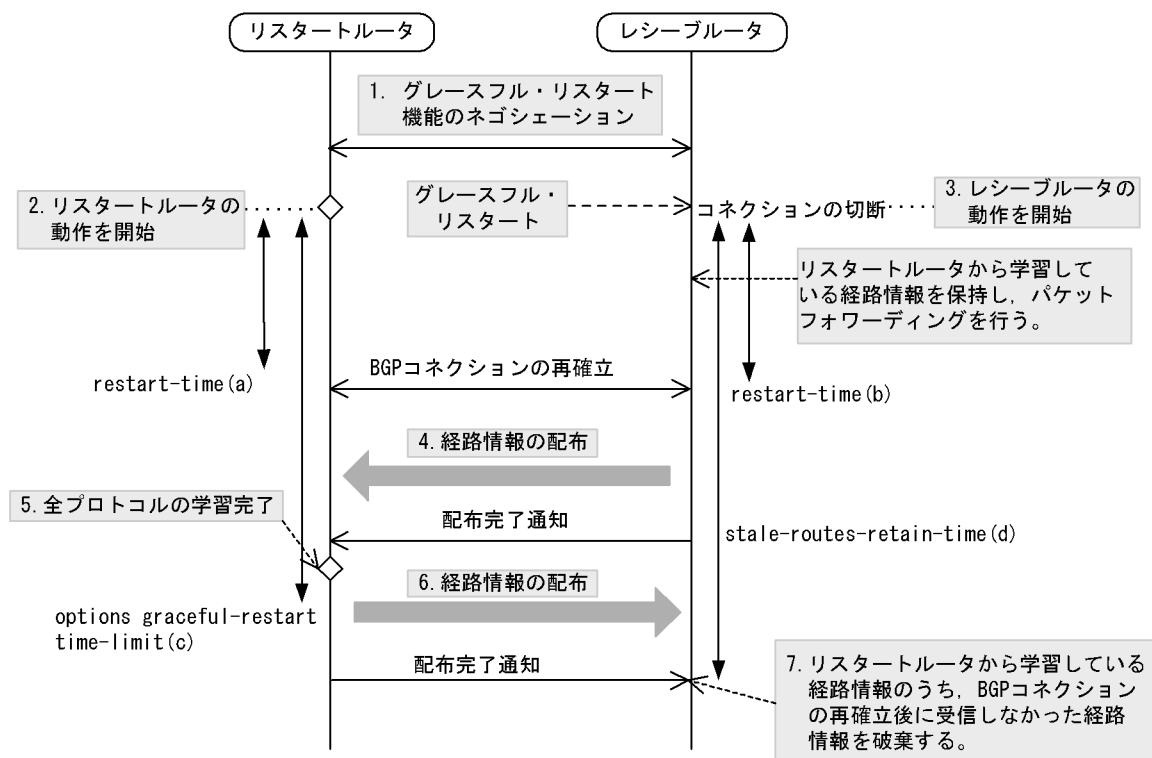 リスタートルータ
レシーブルータ
1. グレースフル・リスタート
機能のネゴシェーション
2. リスタートルータの
動作を開始
グレースフル・
リスタート
コネクションの切断
3. レシーブルータの
動作を開始
リスタートルータから学習して
いる経路情報を保持し，パケット
フォワーディングを行う。
restart-time(a)
BGPコネクションの再確立
restart-time(b)
4. 経路情報の配布
5. 全プロトコルの学習完了
配布完了通知
stale-routes-retain-time(d)
6. 経路情報の配布
options graceful-restart
time-limit(c)
配布完了通知
7. リスタートルータから学習している
経路情報のうち，BGPコネクション
の再確立後に受信しなかった経路
情報を破棄する。